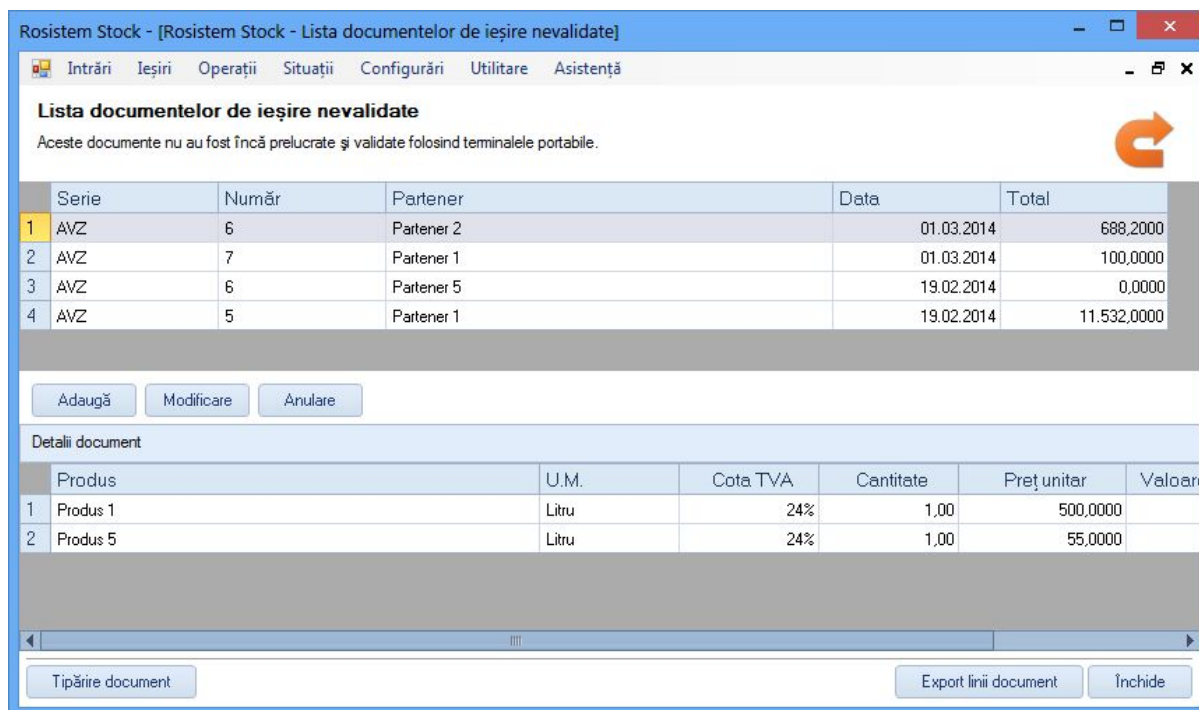 Rosistem Stock - [Rosistem Stock - Lista documentelor de ieșire nevalidate]
Intrări Ieșiri Operații Situații Configurări Utilitare Asistență
Lista documentelor de ieșire nevalidate
Aceste documente nu au fost încă prelucrate și validate folosind terminalele portabile.
Serie Număr Partener Data Total
1 AVZ 6 Partener 2 01.03.2014 688,2000
2 AVZ 7 Partener 1 01.03.2014 100,0000
3 AVZ 6 Partener 5 19.02.2014 0,0000
4 AVZ 5 Partener 1 19.02.2014 11.532,0000
Adaugă Modificare Anulare
Detalii document
Produs U.M. Cota TVA Cantitate Preț unitar Valoar
1 Produs 1 Litru 24% 1,00 500,0000
2 Produs 5 Litru 24% 1,00 55,0000
Tipărire document Export linii document Închide